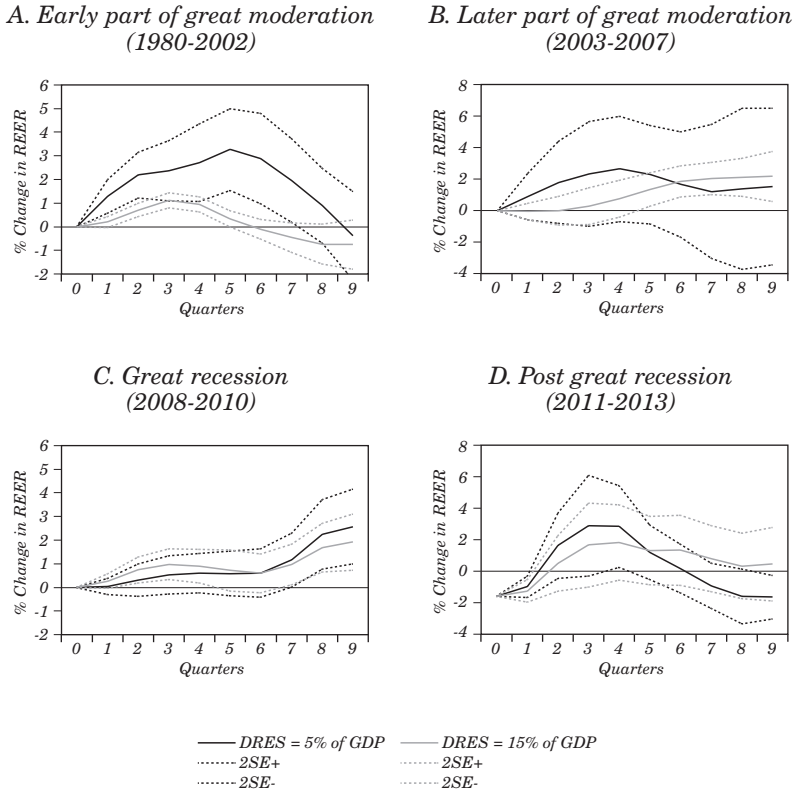 A. Early part of great moderation
(1980-2002)
B. Later part of great moderation
(2003-2007)
% Change in REER
6
5
4
3
2
1
0
-1
-2
0 1 2 3 4 5 6 7 8 9
Quarters
% Change in REER
8
6
4
2
0
-2
-4
0 1 2 3 4 5 6 7 8 9
Quarters
C. Great recession
(2008-2010)
D. Post great recession
(2011-2013)
% Change in REER
6
5
4
3
2
1
0
-1
-2
0 1 2 3 4 5 6 7 8 9
Quarters
% Change in REER
8
6
4
2
0
-2
-4
0 1 2 3 4 5 6 7 8 9
Quarters
DRES = 5% of GDP DRES = 15% of GDP
2SE+ 2SE+
2SE- 2SE-